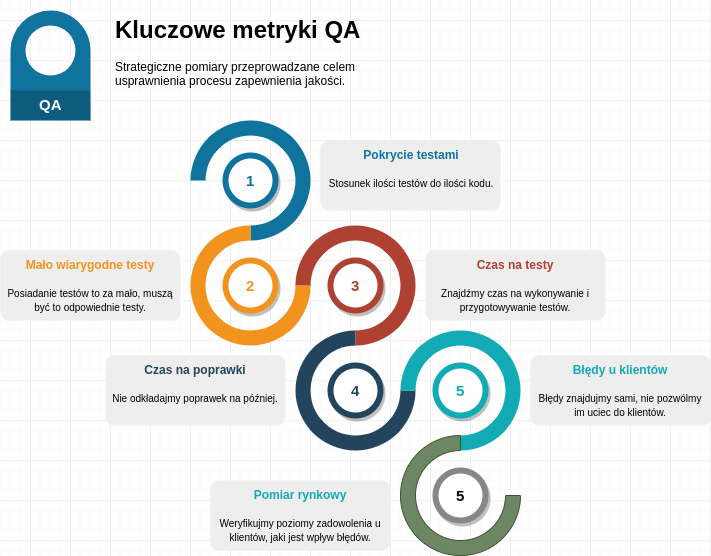 Kluczowe metryki QA
Strategiczne pomiary przeprowadzane celem
usprawnienia procesu zapewnienia jakości.
QA
1
Pokrycie testami
Stosunek ilości testów do ilości kodu.
Mało wiarygodne testy
Posiadanie testów to za mało, muszą
być to odpowiednie testy.
2
3
Czas na testy
Znajdźmy czas na wykonywanie i
przygotowywanie testów.
Czas na poprawki
Nie odkładajmy poprawek na później.
4
5
Błędy u klientów
Błędy znajdujmy sami, nie pozwólmy
im uciec do klientów.
Pomiar rynkowy
Weryfikujmy poziomy zadowolenia u
klientów, jaki jest wpływ błędów.
5